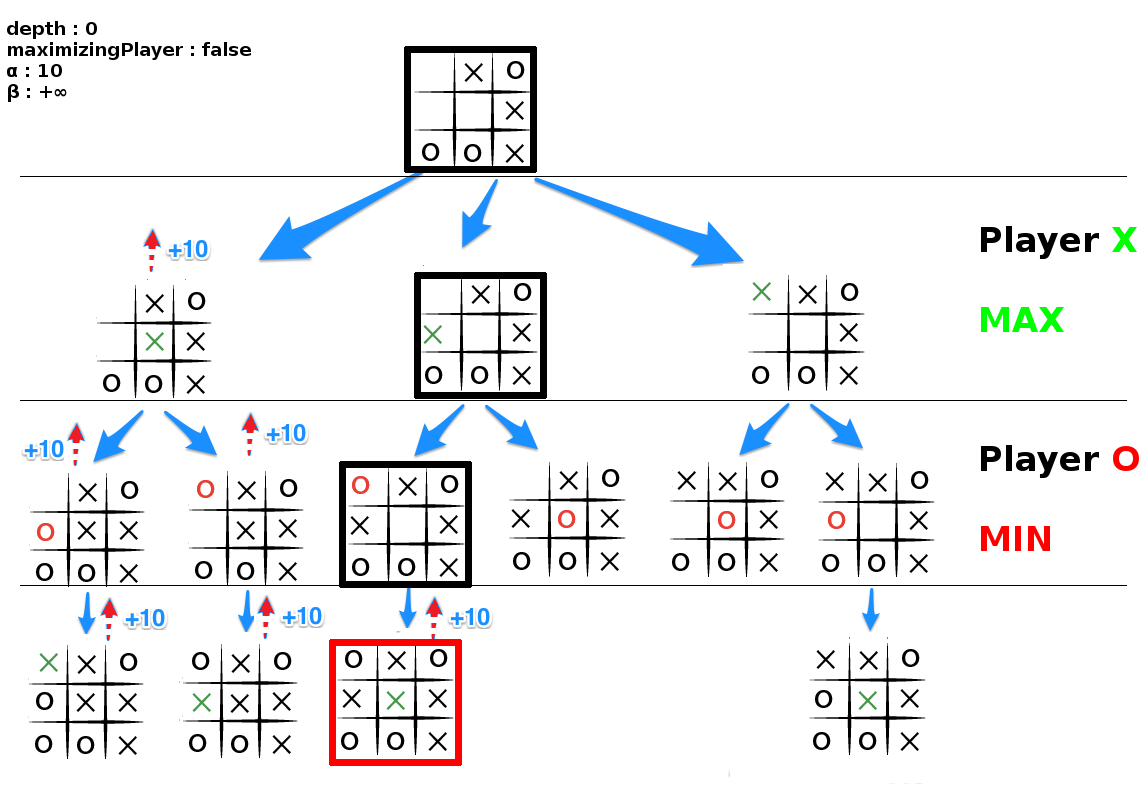 depth : 0
maximizingPlayer : false
α : 10
β : +∞
× O
×
O O ×
+10
Player X
MAX
× O
× ×
O O ×
× O
× ×
O O ×
× × O
×
O O ×
+10
+10
Player O
MIN
× O
O × ×
O O ×
O × O
× ×
O O ×
O × O
× ×
O O ×
× O
× O ×
O O ×
× × O
O ×
O O ×
× × O
O ×
O O ×
+10
+10
+10
× × O
O × ×
O O ×
O × O
× × ×
O O ×
O × O
× × ×
O O ×
× × O
O × ×
O O ×